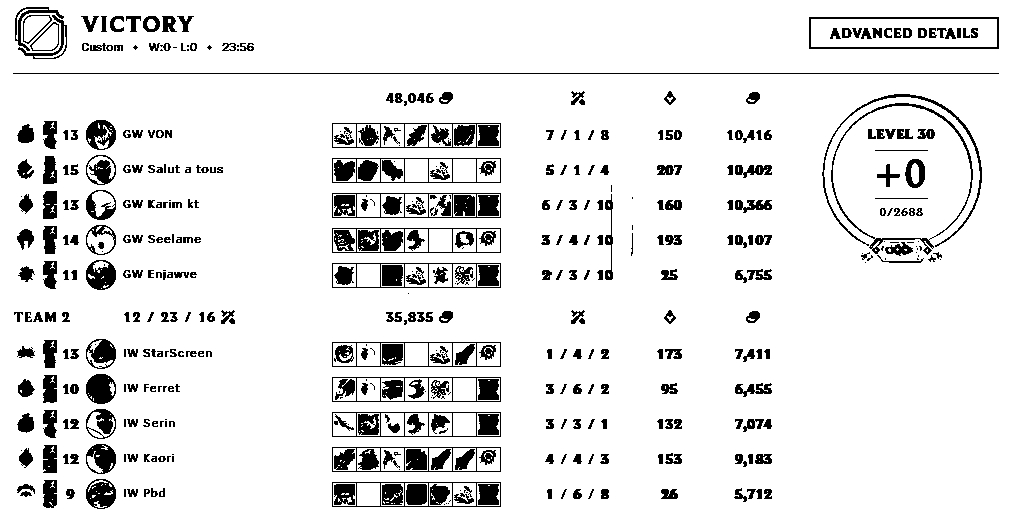 VICTORY
Custom • W:0 - L:0 • 23:56
ADVANCED DETAILS
48,046
13 GW VON 7 / 1 / 8 150 10,416
15 GW Salut a tous 5 / 1 / 4 207 10,402
13 GW Karim kt 6 / 3 / 10 160 10,366
14 GW Seelame 3 / 4 / 10 193 10,107
11 GW Enjawve 2 / 3 / 10 25 6,755
LEVEL 30
+0
0/2688
TEAM 2 12 / 23 / 16 35,835
13 IW StarScreen 1 / 4 / 2 173 7,411
10 IW Ferret 3 / 6 / 2 95 6,455
12 IW Serin 3 / 3 / 1 132 7,074
12 IW Kaori 4 / 4 / 3 153 9,183
9 IW Pbd 1 / 6 / 8 26 5,712